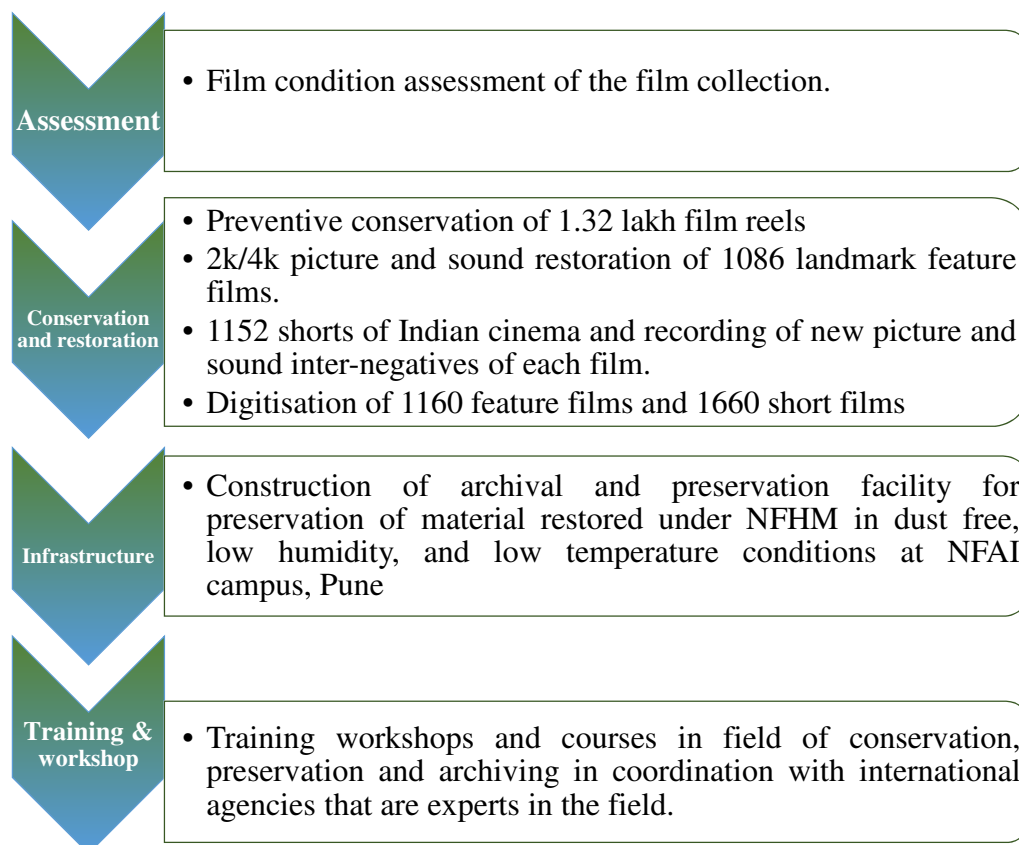 Assessment
• Film condition assessment of the film collection.
Conservation
and restoration
• Preventive conservation of 1.32 lakh film reels
• 2k/4k picture and sound restoration of 1086 landmark feature
films.
• 1152 shorts of Indian cinema and recording of new picture and
sound inter-negatives of each film.
• Digitisation of 1160 feature films and 1660 short films
Infrastructure
• Construction of archival and preservation facility for
preservation of material restored under NFHM in dust free,
low humidity, and low temperature conditions at NFAI
campus, Pune
Training &
workshop
• Training workshops and courses in field of conservation,
preservation and archiving in coordination with international
agencies that are experts in the field.